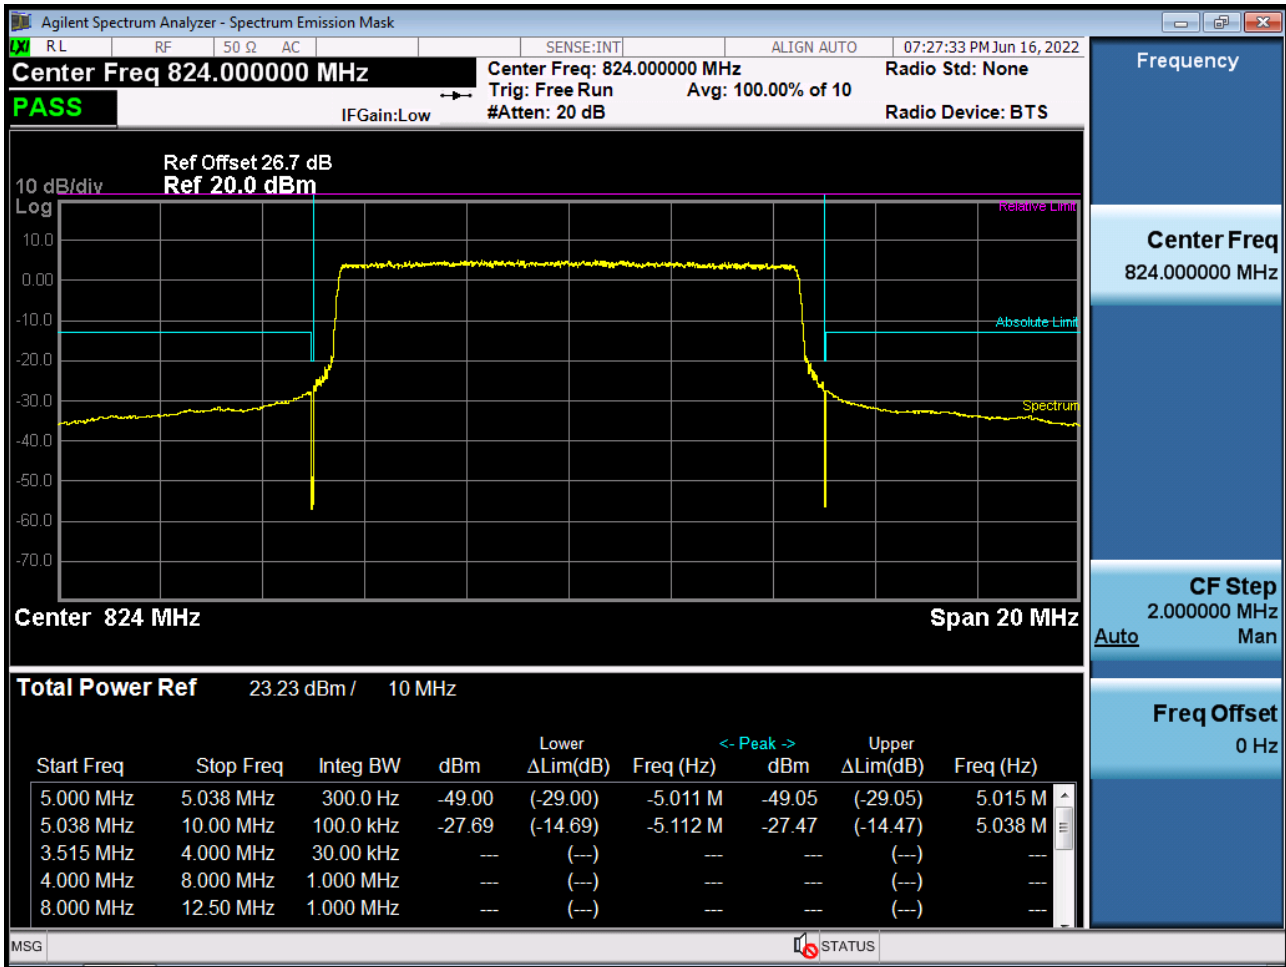 Agilent Spectrum Analyzer - Spectrum Emission Mask
LXI RL RF 50 Ω AC SENSE:INT ALIGN AUTO 07:27:33 PM Jun 16, 2022
Center Freq 824.000000 MHz Center Freq: 824.000000 MHz Radio Std: None
Trig: Free Run Avg: 100.00% of 10
PASS IFGain:Low #Atten: 20 dB Radio Device: BTS
Ref Offset 26.7 dB
10 dB/div Ref 20.0 dBm
Log
Relative Limit
10.0
0.00
-10.0
Absolute Limit
-20.0
-30.0
Spectrum
-40.0
-50.0
-60.0
-70.0
Center 824 MHz Span 20 MHz
Total Power Ref 23.23 dBm / 10 MHz
Lower <- Peak -> Upper
Start Freq Stop Freq Integ BW dBm ΔLim(dB) Freq (Hz) dBm ΔLim(dB) Freq (Hz)
5.000 MHz 5.038 MHz 300.0 Hz -49.00 (-29.00) -5.011 M -49.05 (-29.05) 5.015 M
5.038 MHz 10.00 MHz 100.0 kHz -27.69 (-14.69) -5.112 M -27.47 (-14.47) 5.038 M
3.515 MHz 4.000 MHz 30.00 kHz --- (---) --- --- (---) ---
4.000 MHz 8.000 MHz 1.000 MHz --- (---) --- --- (---) ---
8.000 MHz 12.50 MHz 1.000 MHz --- (---) --- --- (---) ---
MSG STATUS
Frequency
Center Freq
824.000000 MHz
CF Step
2.000000 MHz
Auto Man
Freq Offset
0 Hz